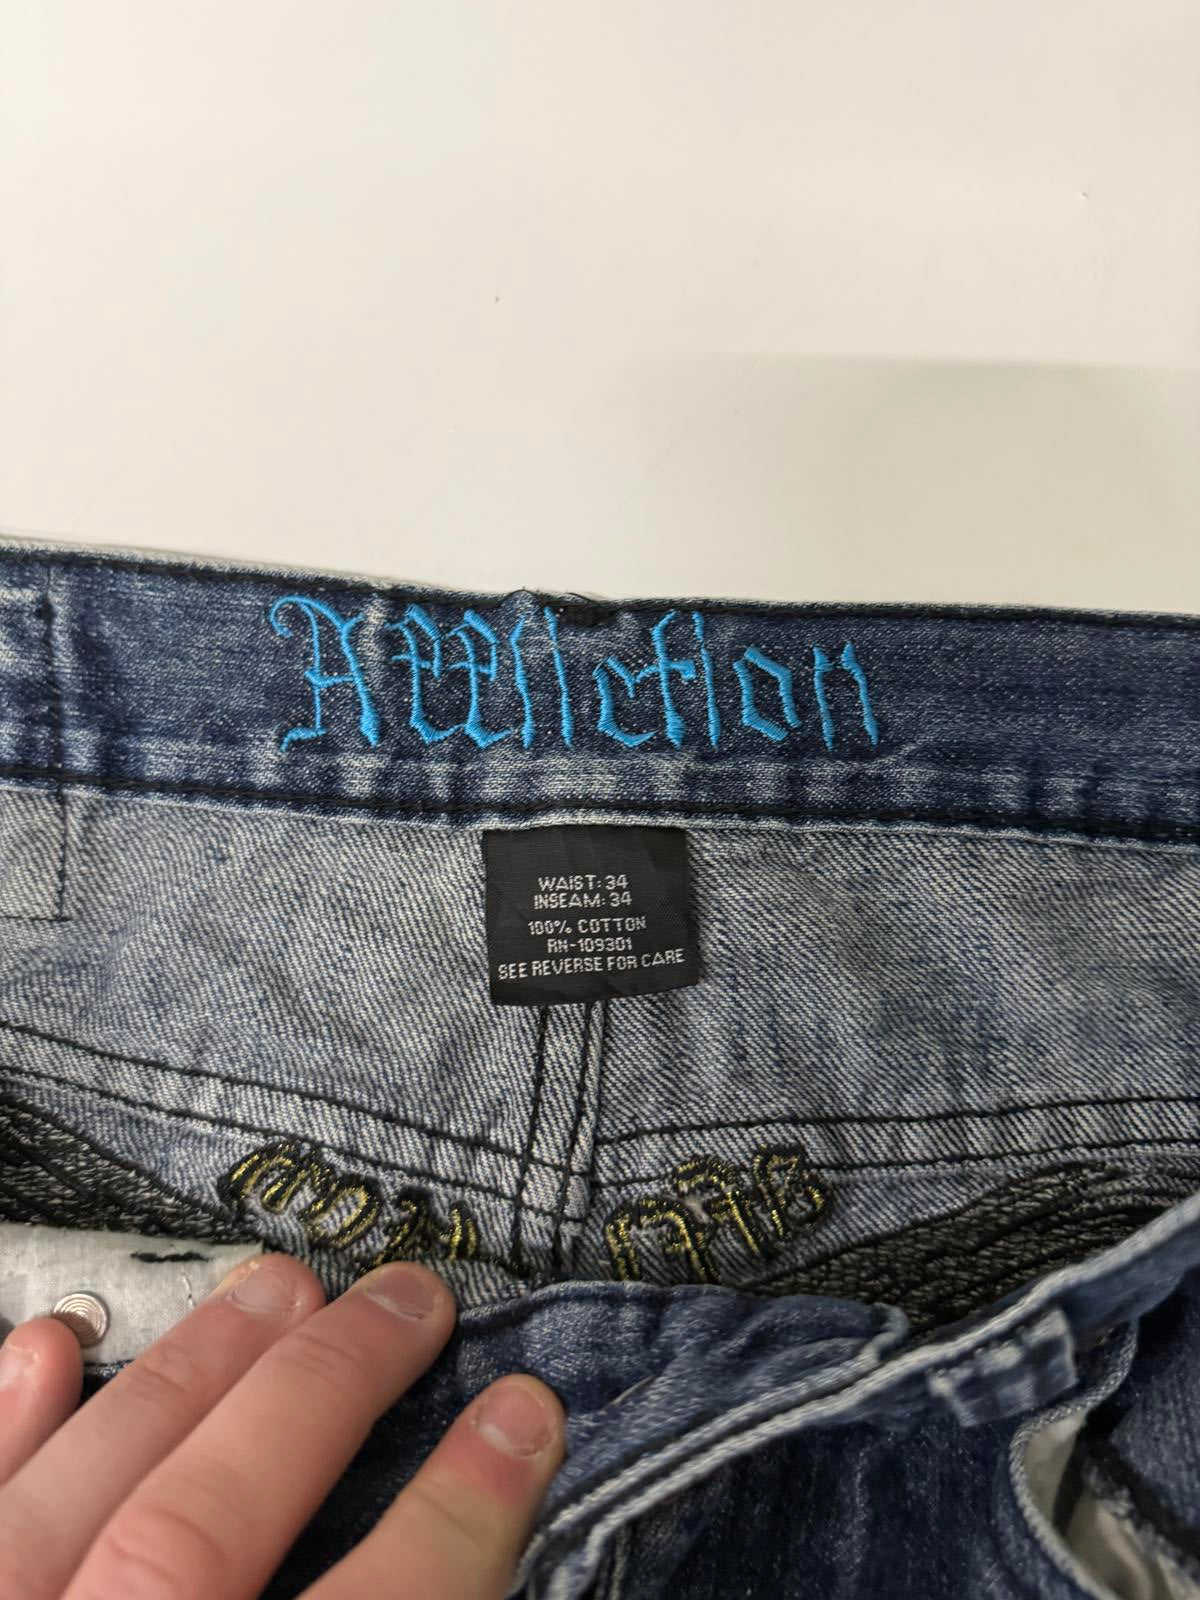 Affliction
WAIST: 34
INSEAM: 34
100% COTTON
RN-109301
SEE REVERSE FOR CARE